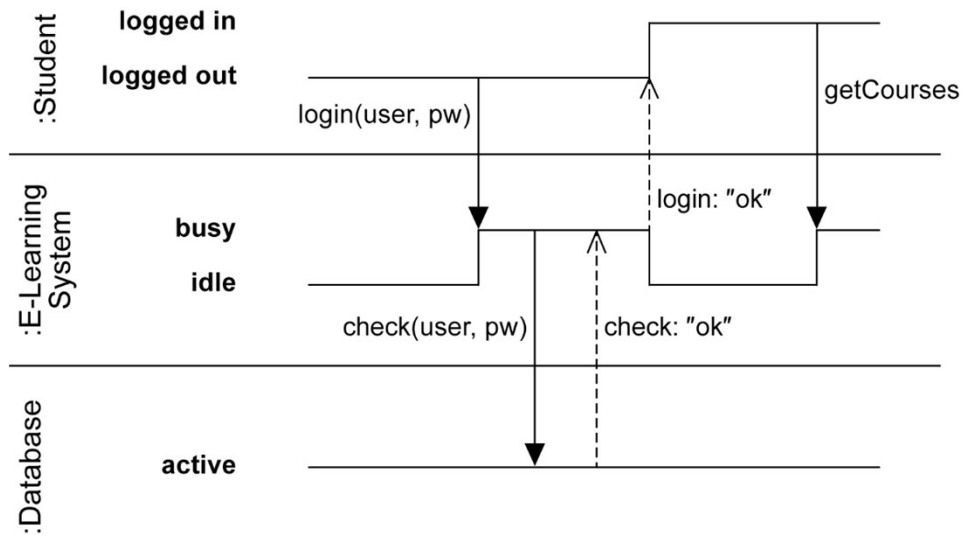 :Student
logged in
logged out
login(user, pw)
getCourses
:E-Learning
System
busy
idle
login: "ok"
check(user, pw)
check: "ok"
:Database
active